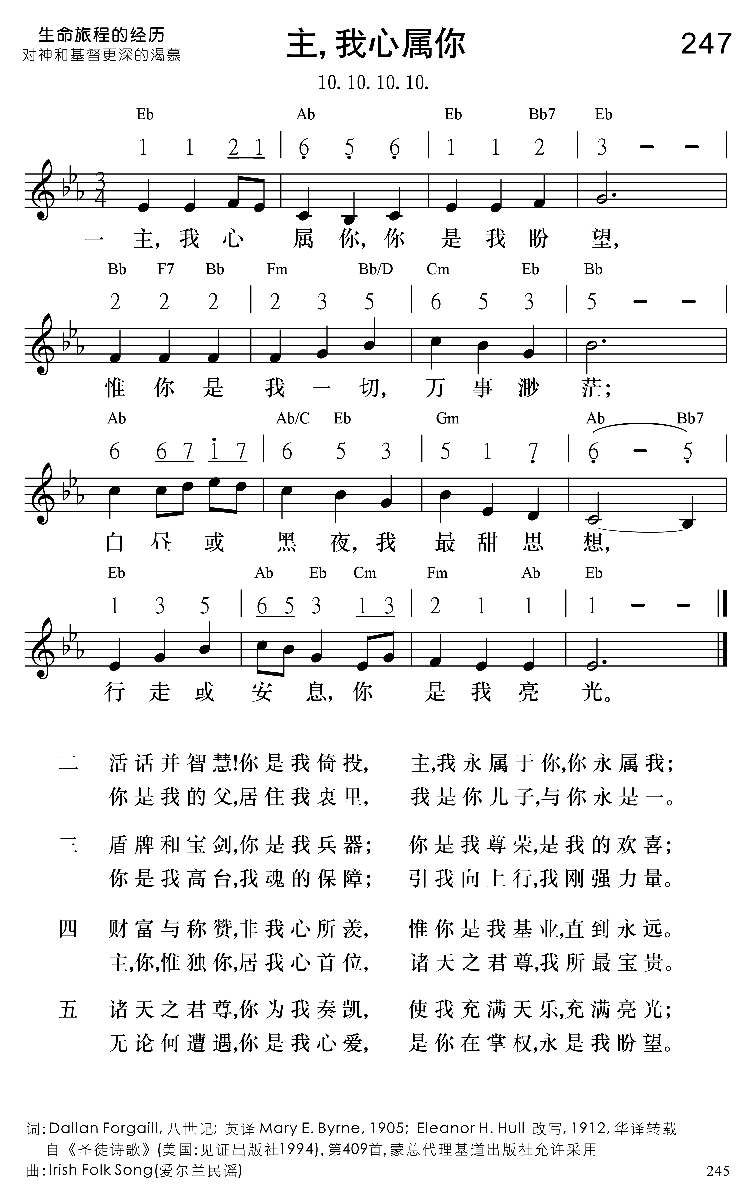 生命旅程的经历
对神和基督更深的渴慕
主,我心属你
247
10. 10. 10. 10.
Eb Ab Eb Bb7 Eb
1 1 2 1 | 6 5 6 | 1 1 2 | 3 – – |
3/4
一 主,我 心 属 你,你 是 我 盼 望,
Bb F7 Bb Fm Bb/D Cm Eb Bb
2 2 2 | 2 3 5 | 6 5 3 | 5 – – |
惟 你 是 我 一 切, 万 事 渺 茫;
Ab Ab/C Eb Gm Ab Bb7
6 6 7 1 7 | 6 5 3 | 5 1 7 | 6 – 5 |
白 昼 或 黑 夜,我 最 甜 思 想,
Eb Ab Eb Cm Fm Ab Eb
1 3 5 | 6 5 3 1 3 | 2 1 1 | 1 – – ‖
行 走 或 安 息,你 是 我 亮 光。
二 活话并智慧!你是我倚投, 主,我永属于你,你永属我;
你是我的父,居住我衷里, 我是你儿子,与你永是一。
三 盾牌和宝剑,你是我兵器; 你是我尊荣,是我的欢喜;
你是我高台,我魂的保障; 引我向上行,我刚强力量。
四 财富与称赞,非我心所羡, 惟你是我基业,直到永远。
主,你,惟独你,居我心首位, 诸天之君尊,我所最宝贵。
五 诸天之君尊,你为我奏凯, 使我充满天乐,充满亮光;
无论何遭遇,你是我心爱, 是你在掌权,永是我盼望。
词: Dallan Forgaill, 八世纪; 英译 Mary E. Byrne, 1905; Eleanor H. Hull 改写, 1912, 华译转载
自《圣徒诗歌》(美国:见证出版社1994), 第409首, 蒙总代理基道出版社允许采用
曲: Irish Folk Song(爱尔兰民谣)
245